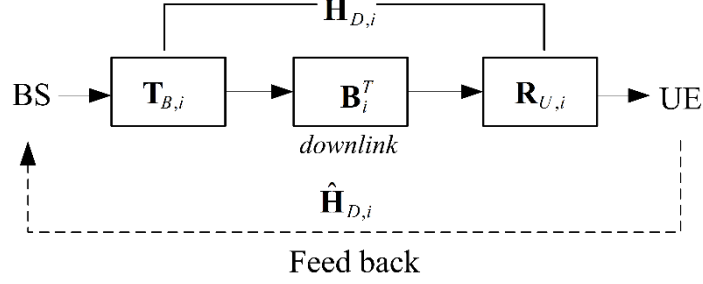 H_{D,i}
BS T_{B,i} B_i^T R_{U,i} UE
downlink
Ĥ_{D,i}
Feed back